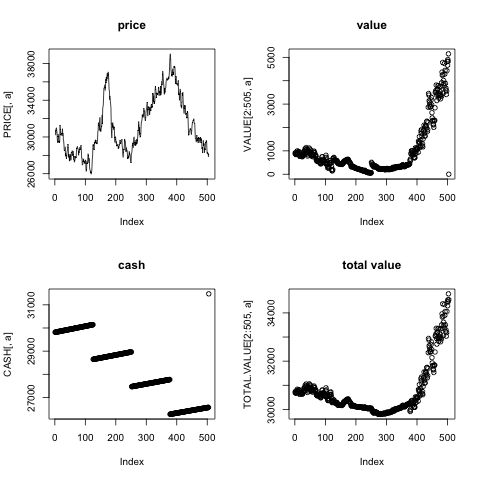 price
PRICE[, a]
38000
34000
30000
26000
0 100 200 300 400 500
Index
value
VALUE[2:505, a]
5000
3000
1000
0
0 100 200 300 400 500
Index
cash
CASH[, a]
31000
29000
27000
0 100 200 300 400 500
Index
total value
TOTAL.VALUE[2:505, a]
34000
32000
30000
0 100 200 300 400 500
Index